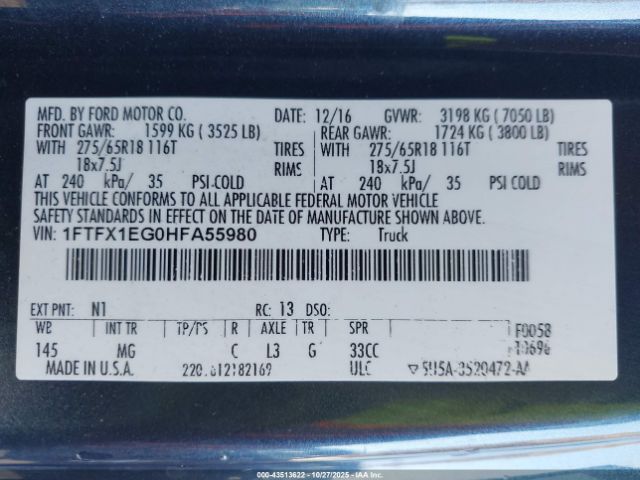 MFD. BY FORD MOTOR CO. DATE: 12/16 GVWR: 3198 KG ( 7050 LB)
FRONT GAWR: 1599 KG ( 3525 LB) REAR GAWR: 1724 KG ( 3800 LB)
WITH 275/65R18 116T TIRES WITH 275/65R18 116T TIRES
18x7.5J RIMS 18x7.5J RIMS
AT 240 kPa/ 35 PSI COLD AT 240 kPa/ 35 PSI COLD
THIS VEHICLE CONFORMS TO ALL APPLICABLE FEDERAL MOTOR VEHICLE
SAFETY STANDARDS IN EFFECT ON THE DATE OF MANUFACTURE SHOWN ABOVE.
VIN: 1FTFX1EG0HFA55980 TYPE: Truck
EXT PNT: N1 RC: 13 DSO:
WB INT TR TP/PS R AXLE TR SPR F0058
145 MG C L3 G 33CC
MADE IN U.S.A. ULC
000-43513622 - 10/27/2025 - IAAI.COM